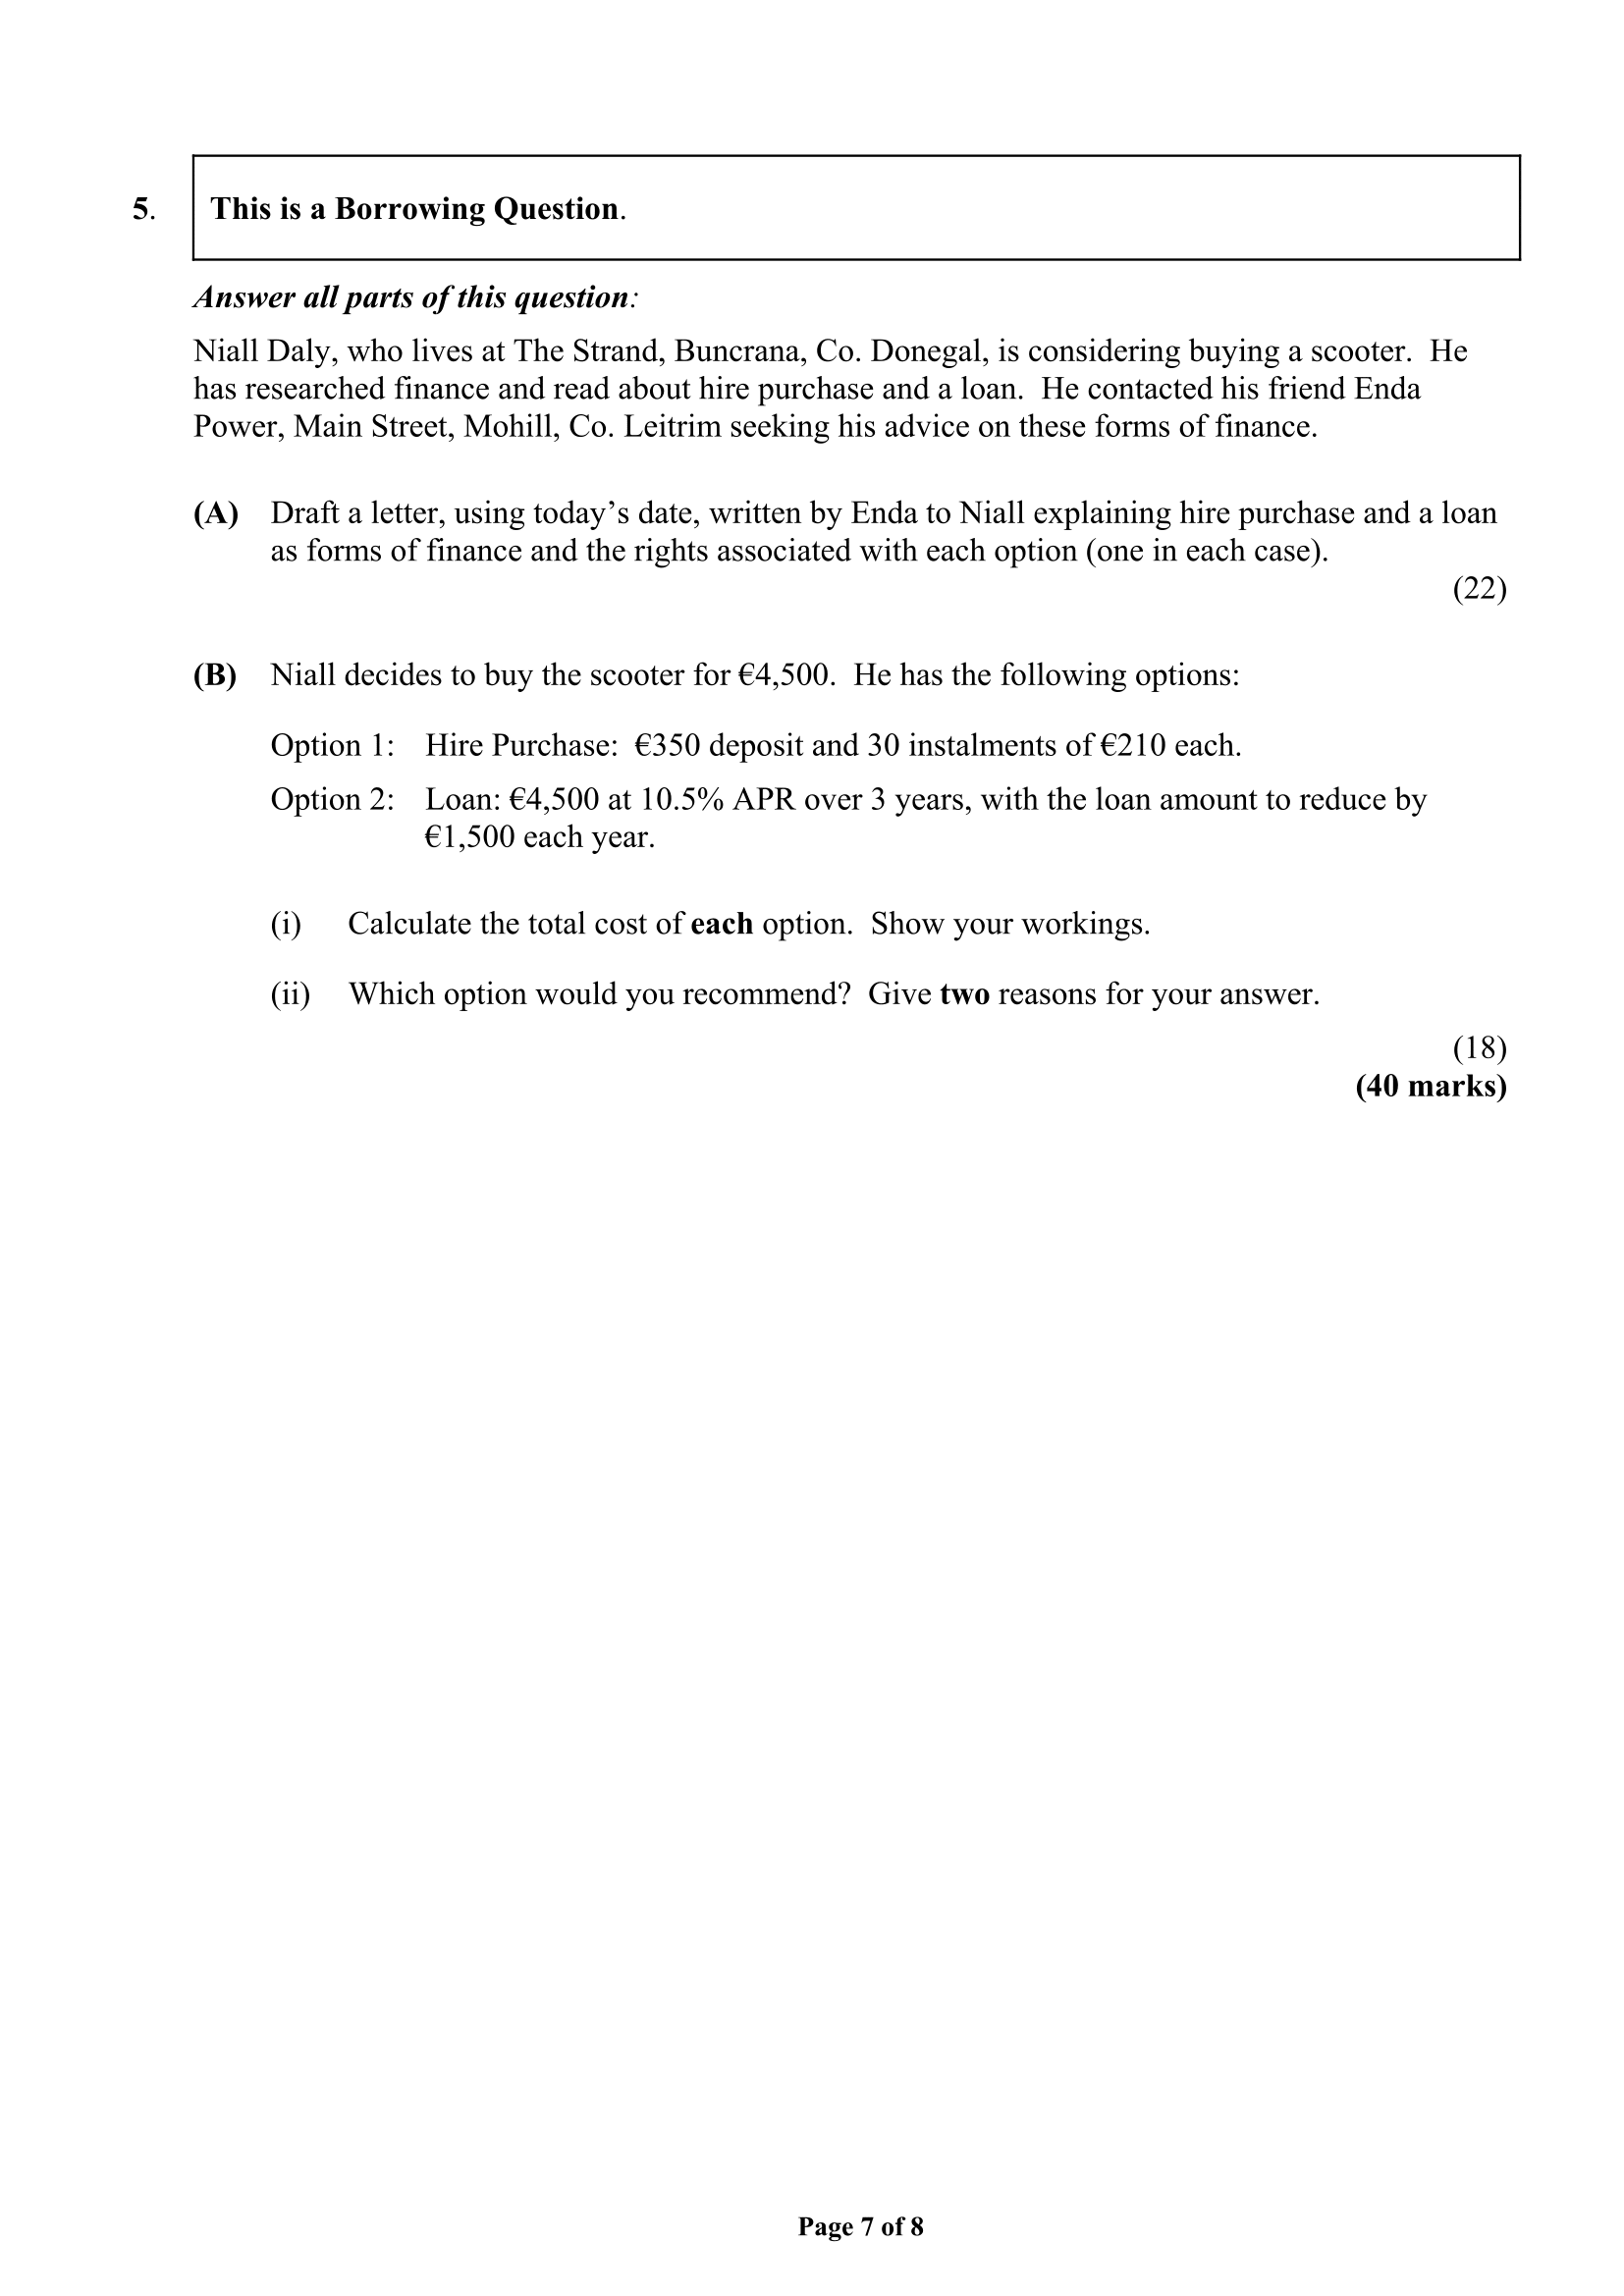 5. This is a Borrowing Question.
Answer all parts of this question:
Niall Daly, who lives at The Strand, Buncrana, Co. Donegal, is considering buying a scooter. He
has researched finance and read about hire purchase and a loan. He contacted his friend Enda
Power, Main Street, Mohill, Co. Leitrim seeking his advice on these forms of finance.
(A) Draft a letter, using today's date, written by Enda to Niall explaining hire purchase and a loan
as forms of finance and the rights associated with each option (one in each case).
(22)
(B) Niall decides to buy the scooter for €4,500. He has the following options:
Option 1: Hire Purchase: €350 deposit and 30 instalments of €210 each.
Option 2: Loan: €4,500 at 10.5% APR over 3 years, with the loan amount to reduce by
€1,500 each year.
(i) Calculate the total cost of each option. Show your workings.
(ii) Which option would you recommend? Give two reasons for your answer.
(18)
(40 marks)
Page 7 of 8